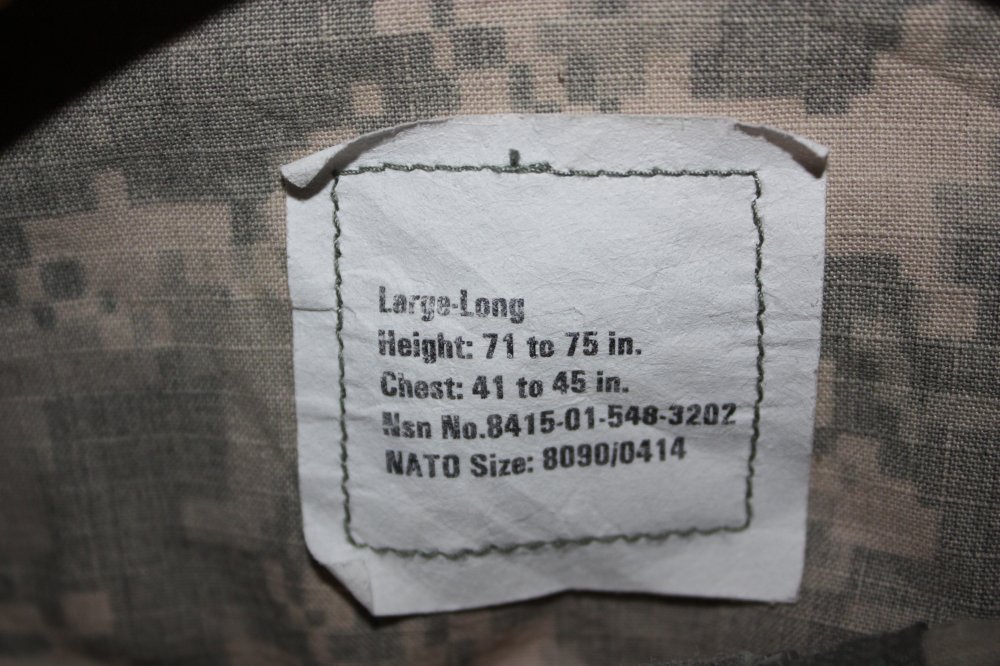 Large-Long
Height: 71 to 75 in.
Chest: 41 to 45 in.
Nsn No.8415-01-548-3202
NATO Size: 8090/0414